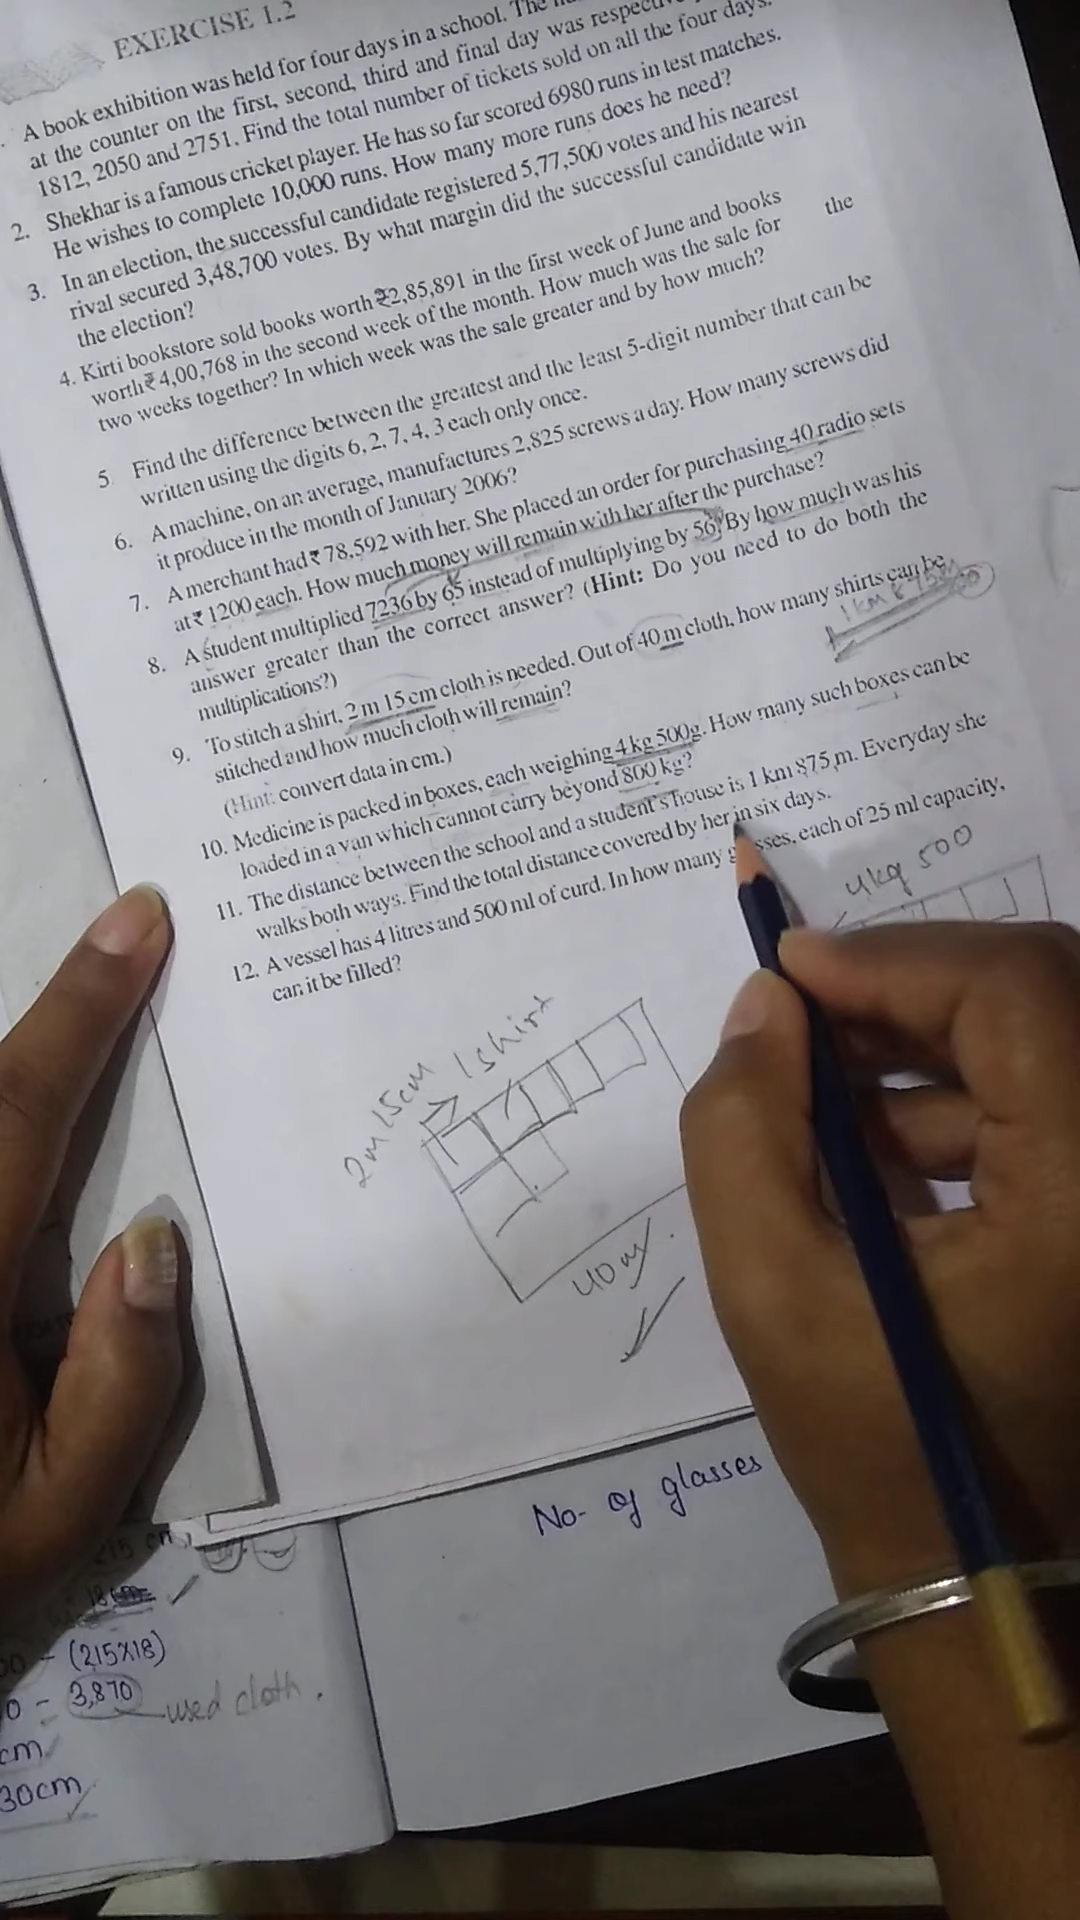 EXERCISE 1.2
A book exhibition was held for four days in a school. The
at the counter on the first, second, third and final day was
1812, 2050 and 2751. Find the total number of tickets sold on all the four days.
2. Shekhar is a famous cricket player. He has so far scored 6980 runs in test matches.
He wishes to complete 10,000 runs. How many more runs does he need?
3. In an election, the successful candidate registered 5,77,500 votes and his nearest
rival secured 3,48,700 votes. By what margin did the successful candidate win
the election?
4. Kirti bookstore sold books worth ₹2,85,891 in the first week of June and books
worth ₹4,00,768 in the second week of the month. How much was the sale for the
two weeks together? In which week was the sale greater and by how much?
5. Find the difference between the greatest and the least 5-digit number that can be
written using the digits 6, 2, 7, 4, 3 each only once.
6. A machine, on an average, manufactures 2,825 screws a day. How many screws did
it produce in the month of January 2006?
7. A merchant had ₹78,592 with her. She placed an order for purchasing 40 radio sets
at ₹1200 each. How much money will remain with her after the purchase?
8. A student multiplied 7236 by 65 instead of multiplying by 56. By how much was his
answer greater than the correct answer? (Hint: Do you need to do both the
multiplications?)
9. To stitch a shirt, 2 m 15 cm cloth is needed. Out of 40 m cloth, how many shirts can be
stitched and how much cloth will remain?
(Hint: convert data in cm.)
10. Medicine is packed in boxes, each weighing 4 kg 500g. How many such boxes can be
loaded in a van which cannot carry beyond 800 kg?
11. The distance between the school and a student's house is 1 km 875 m. Everyday she
walks both ways. Find the total distance covered by her in six days.
12. A vessel has 4 litres and 500 ml of curd. In how many glasses, each of 25 ml capacity,
can it be filled?
4kg 500
2m 15cm
1 shirt
40 m
No- of glasses
215 cm
18
- (215x18)
0 - 3,870 used cloth.
cm
30cm